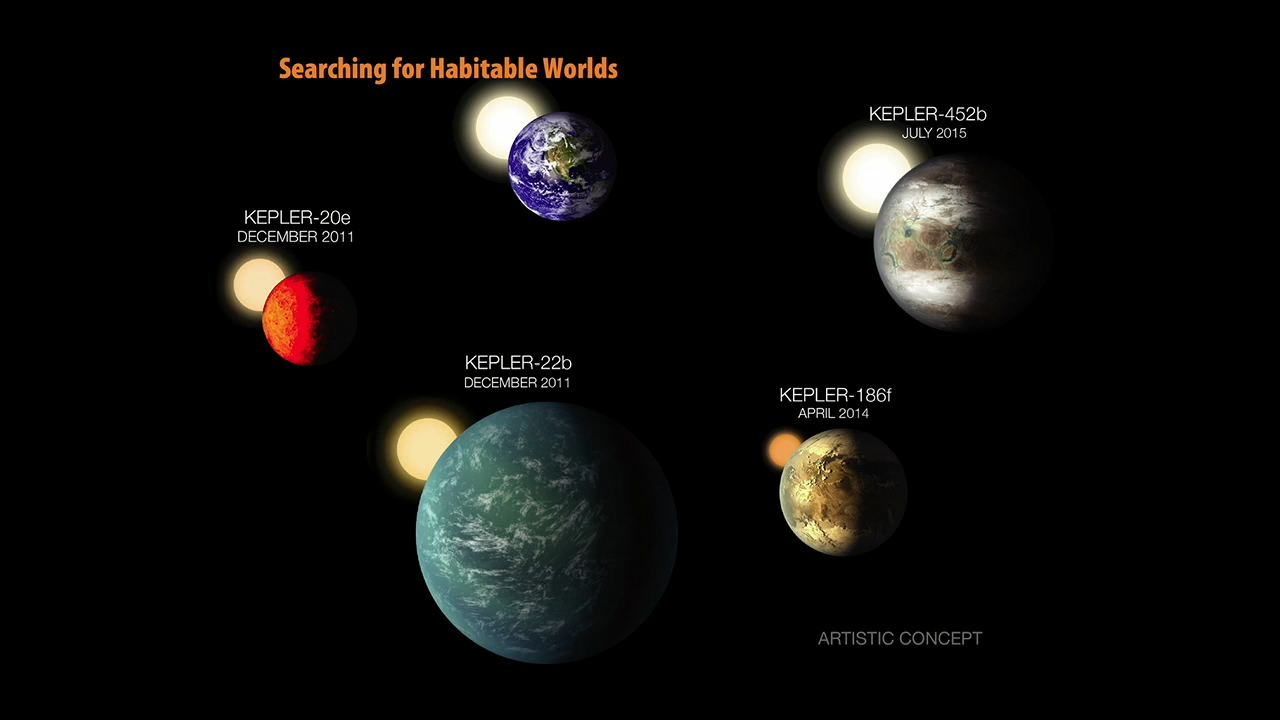 Searching for Habitable Worlds
KEPLER-452b
JULY 2015
KEPLER-20e
DECEMBER 2011
KEPLER-22b
DECEMBER 2011
KEPLER-186f
APRIL 2014
ARTISTIC CONCEPT